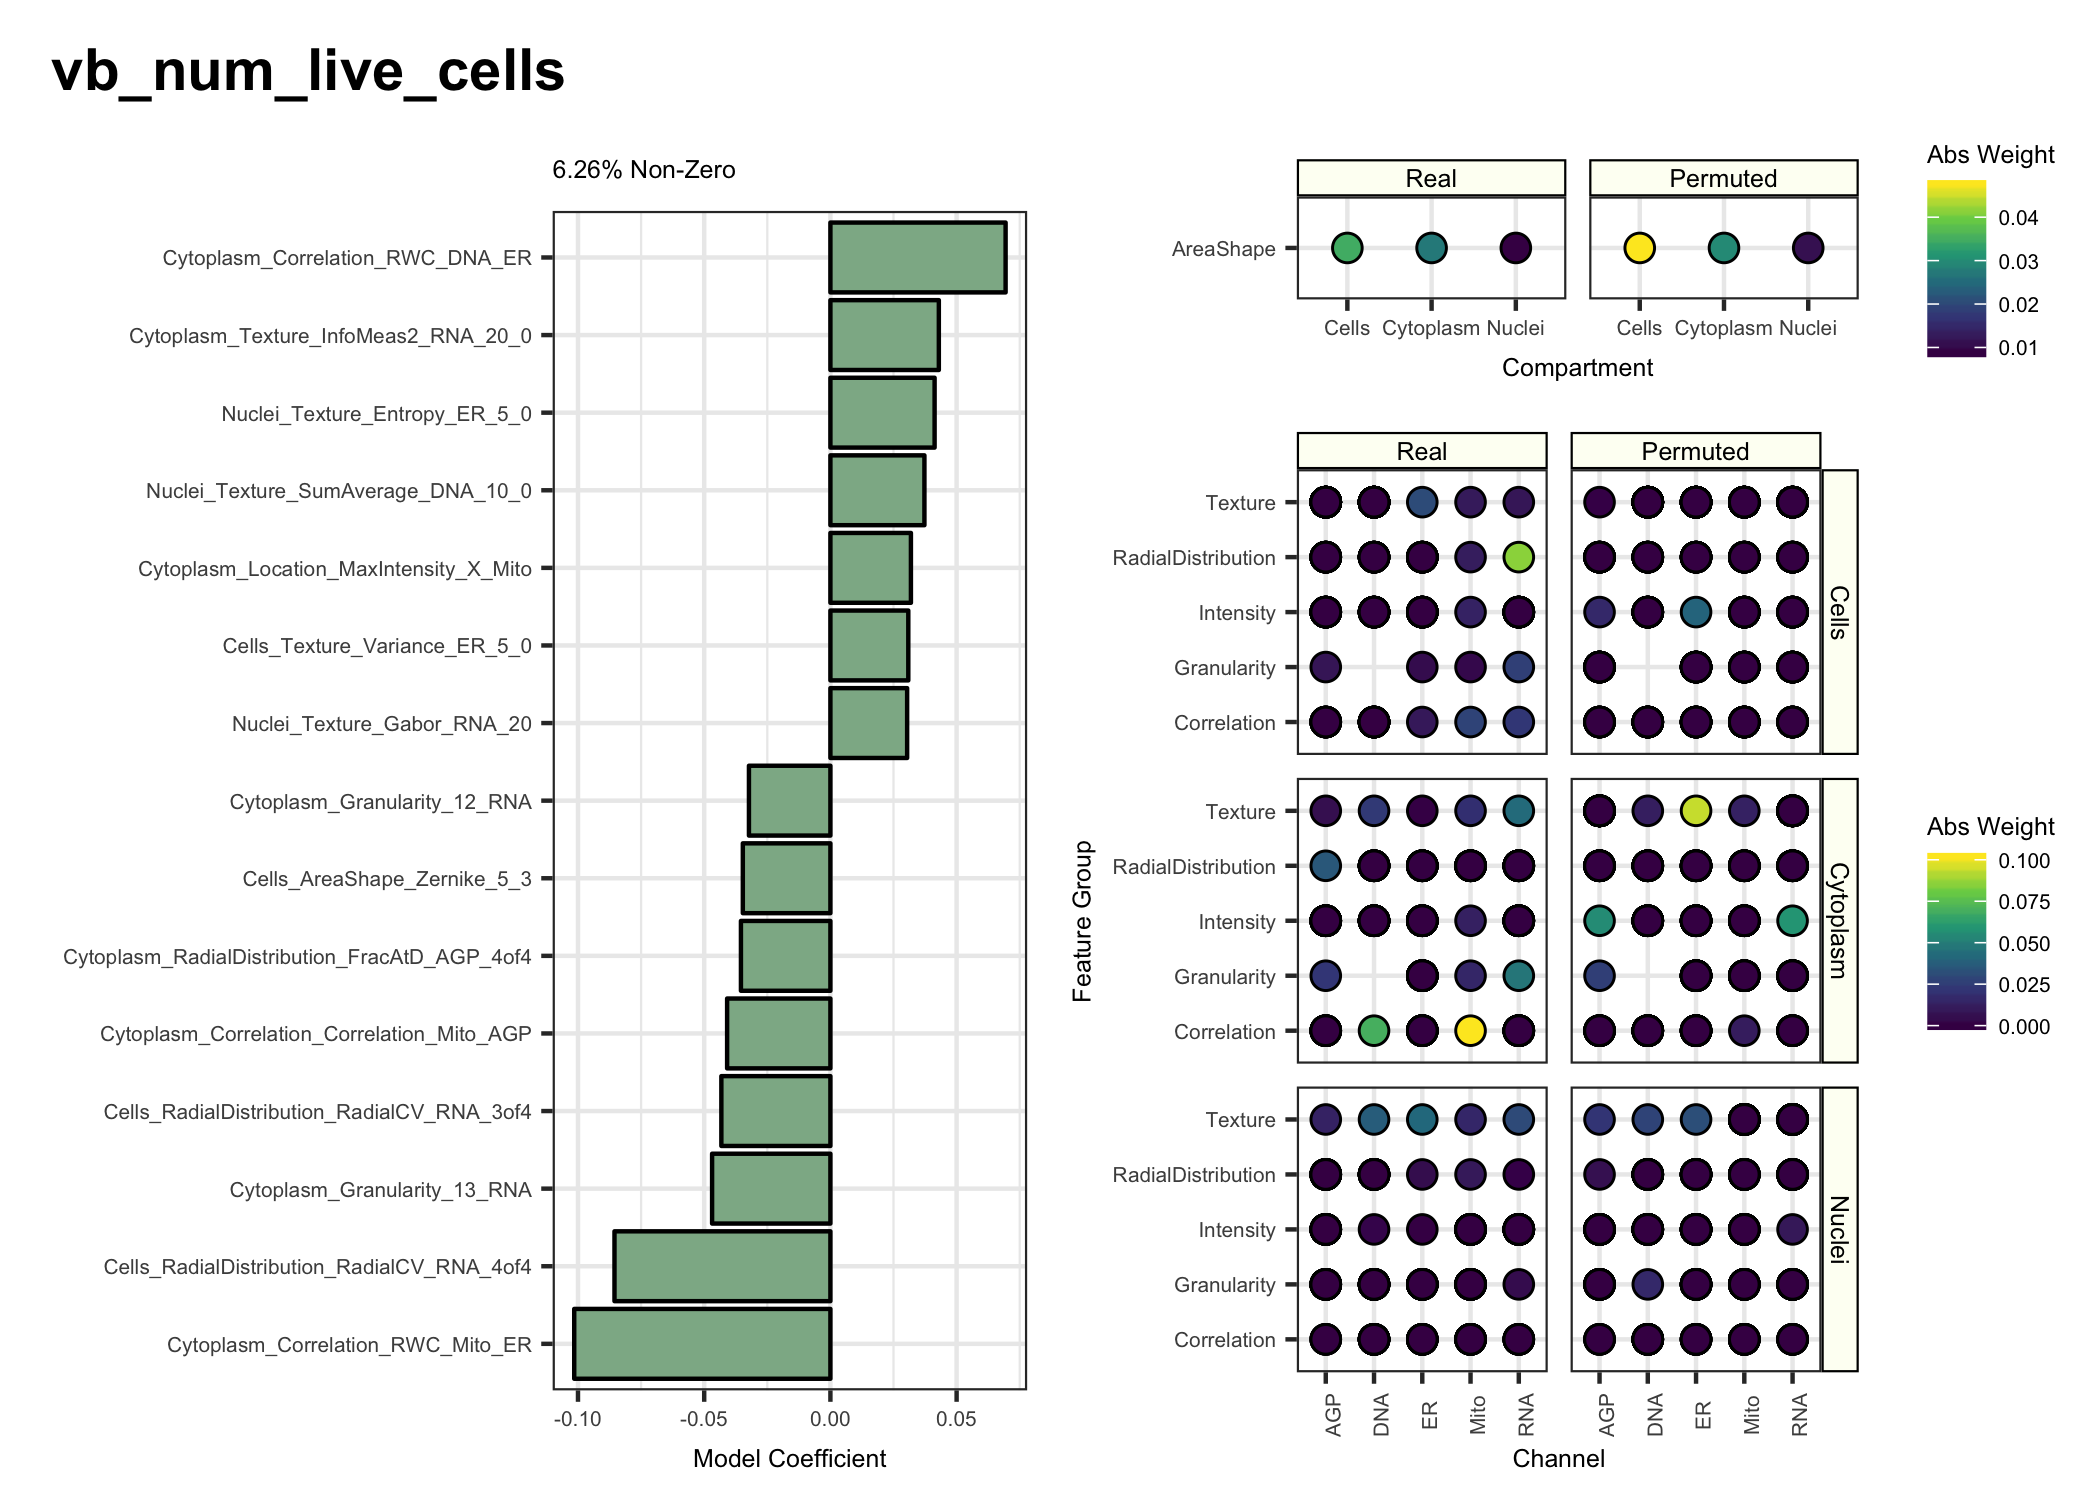 vb_num_live_cells
6.26% Non-Zero
Cytoplasm_Correlation_RWC_DNA_ER
Cytoplasm_Texture_InfoMeas2_RNA_20_0
Nuclei_Texture_Entropy_ER_5_0
Nuclei_Texture_SumAverage_DNA_10_0
Cytoplasm_Location_MaxIntensity_X_Mito
Cells_Texture_Variance_ER_5_0
Nuclei_Texture_Gabor_RNA_20
Cytoplasm_Granularity_12_RNA
Cells_AreaShape_Zernike_5_3
Cytoplasm_RadialDistribution_FracAtD_AGP_4of4
Cytoplasm_Correlation_Correlation_Mito_AGP
Cells_RadialDistribution_RadialCV_RNA_3of4
Cytoplasm_Granularity_13_RNA
Cells_RadialDistribution_RadialCV_RNA_4of4
Cytoplasm_Correlation_RWC_Mito_ER
-0.10 -0.05 0.00 0.05
Model Coefficient
Real Permuted
AreaShape
Cells Cytoplasm Nuclei Cells Cytoplasm Nuclei
Compartment
Abs Weight
0.04
0.03
0.02
0.01
Feature Group
Real Permuted
Texture
RadialDistribution
Intensity
Granularity
Correlation
Cells
Texture
RadialDistribution
Intensity
Granularity
Correlation
Cytoplasm
Texture
RadialDistribution
Intensity
Granularity
Correlation
Nuclei
AGP DNA ER Mito RNA AGP DNA ER Mito RNA
Channel
Abs Weight
0.100
0.075
0.050
0.025
0.000